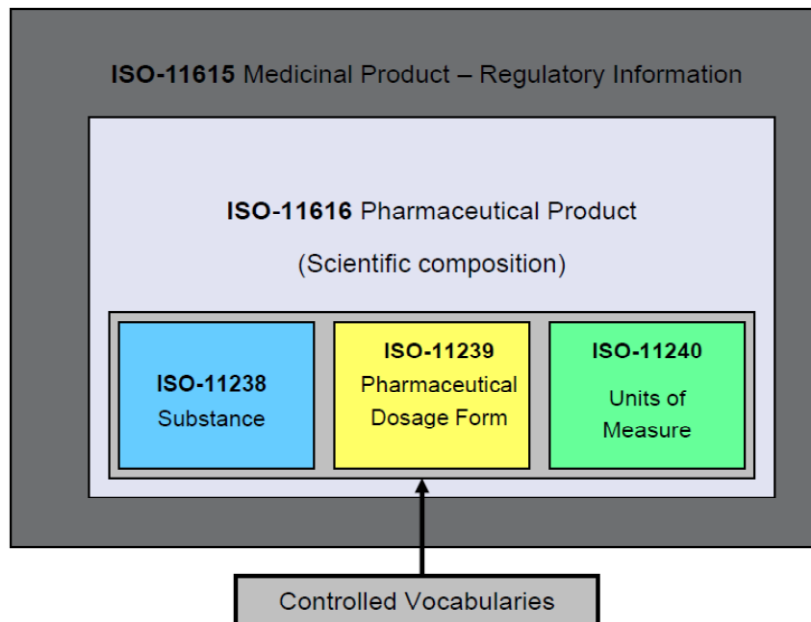 ISO-11615 Medicinal Product – Regulatory Information
ISO-11616 Pharmaceutical Product
(Scientific composition)
ISO-11238
Substance
ISO-11239
Pharmaceutical
Dosage Form
ISO-11240
Units of
Measure
Controlled Vocabularies